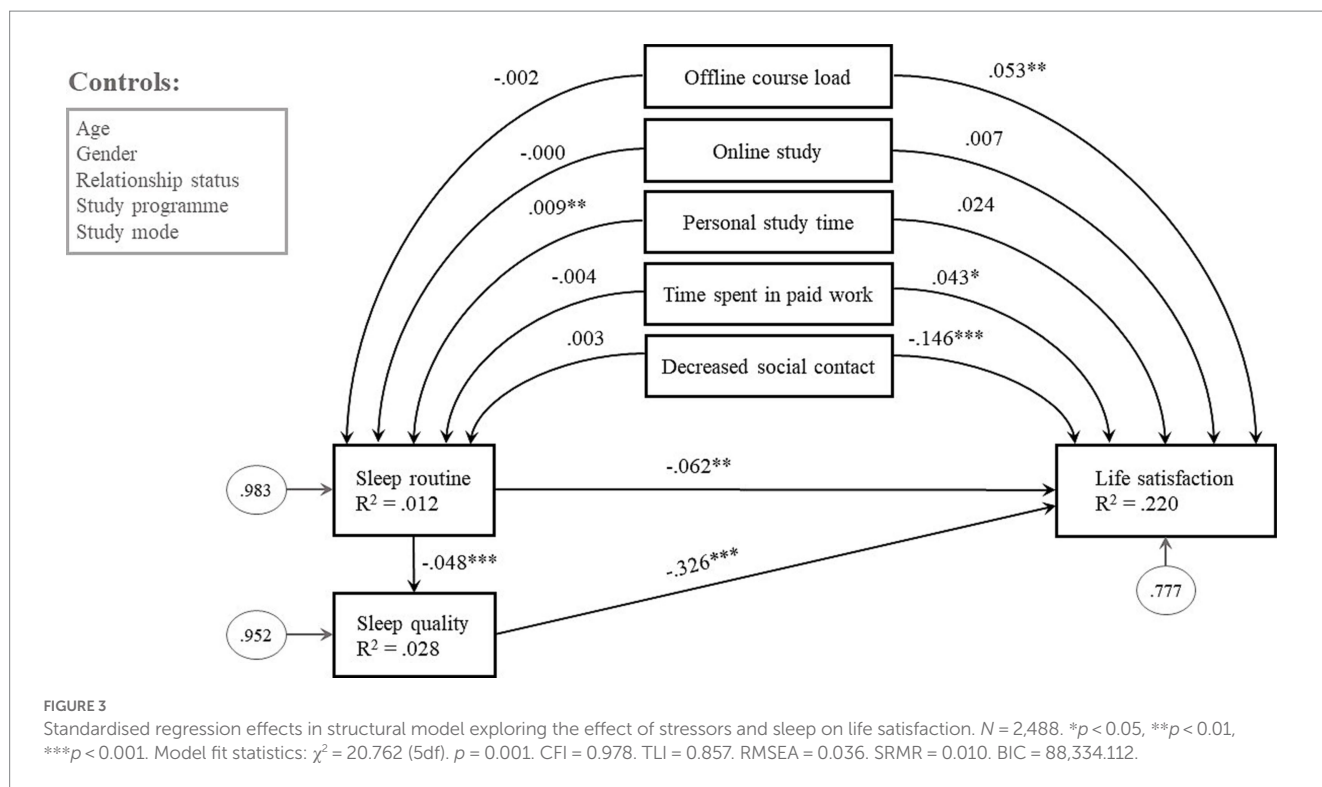 Controls:
Age
Gender
Relationship status
Study programme
Study mode
-.002
Offline course load
.053**
-.000
Online study
.007
.009**
Personal study time
.024
-.004
Time spent in paid work
.043*
.003
Decreased social contact
-.146***
.983
Sleep routine
R² = .012
-.062**
Life satisfaction
R² = .220
-.048***
-.326***
.777
.952
Sleep quality
R² = .028
FIGURE 3
Standardised regression effects in structural model exploring the effect of stressors and sleep on life satisfaction. N = 2,488. *p < 0.05, **p < 0.01,
***p < 0.001. Model fit statistics: χ² = 20.762 (5df). p = 0.001. CFI = 0.978. TLI = 0.857. RMSEA = 0.036. SRMR = 0.010. BIC = 88,334.112.